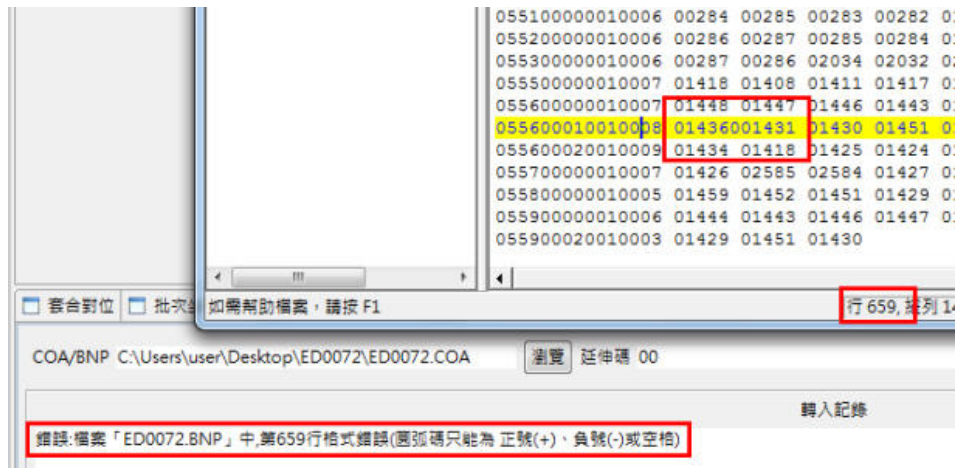 055100000010006 00284 00285 00283 00282
055200000010006 00286 00287 00285 00284
055300000010006 00287 00286 02034 02032
055500000010007 01418 01408 01411 01417
055600000010007 01448 01447 01446 01443
055600010010008 01436001431 01430 01451
055600020010009 01434 01418 01425 01424
055700000010007 01426 02585 02584 01427
055800000010005 01459 01452 01451 01429
055900000010006 01444 01443 01446 01447
055900020010003 01429 01451 01430
如需幫助檔案,請按 F1
行 659, 縱列 14
套合對位 批次
COA/BNP C:\Users\user\Desktop\ED0072\ED0072.COA 瀏覽 延伸碼 00
轉入記錄
錯誤:檔案「ED0072.BNP」中,第659行格式錯誤(圓弧碼只能為 正號(+)、負號(-)或空格)